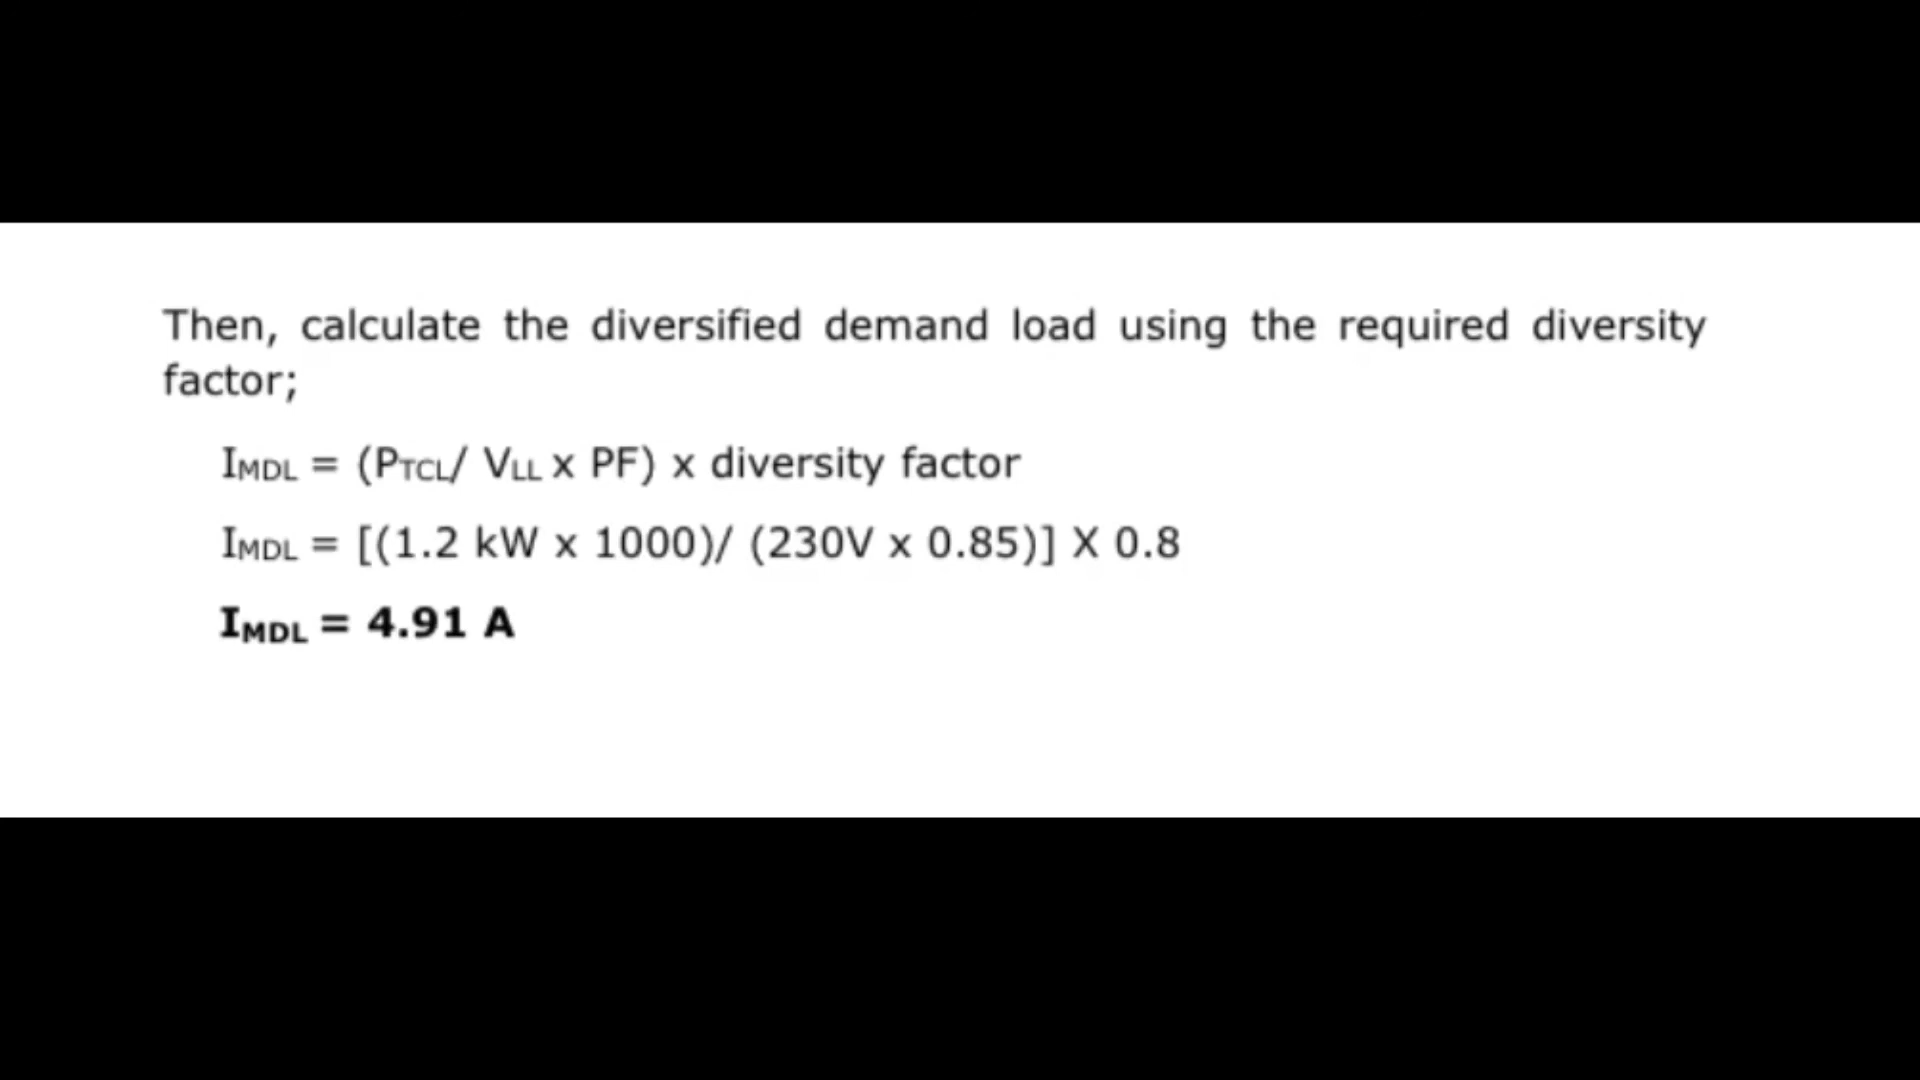 Then, calculate the diversified demand load using the required diversity
factor;
IMDL = (PTCL/ VLL x PF) x diversity factor
IMDL = [(1.2 kW x 1000)/ (230V x 0.85)] X 0.8
IMDL = 4.91 A